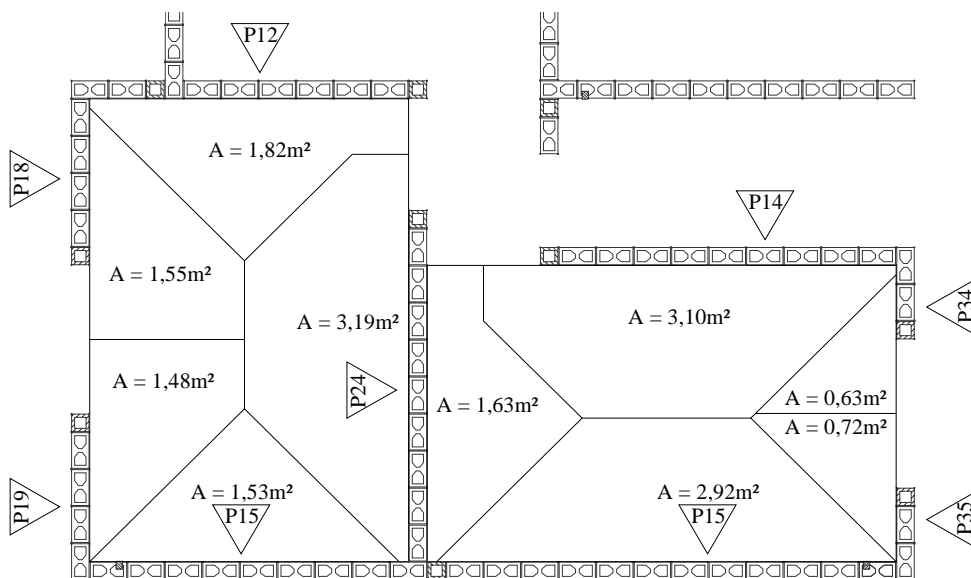 P12
A = 1,82m²
P18
P14
A = 1,55m²
P34
A = 3,19m²
A = 3,10m²
A = 1,48m²
P24
A = 1,63m²
A = 0,63m²
A = 0,72m²
A = 1,53m²
A = 2,92m²
P19
P15
P15
P35